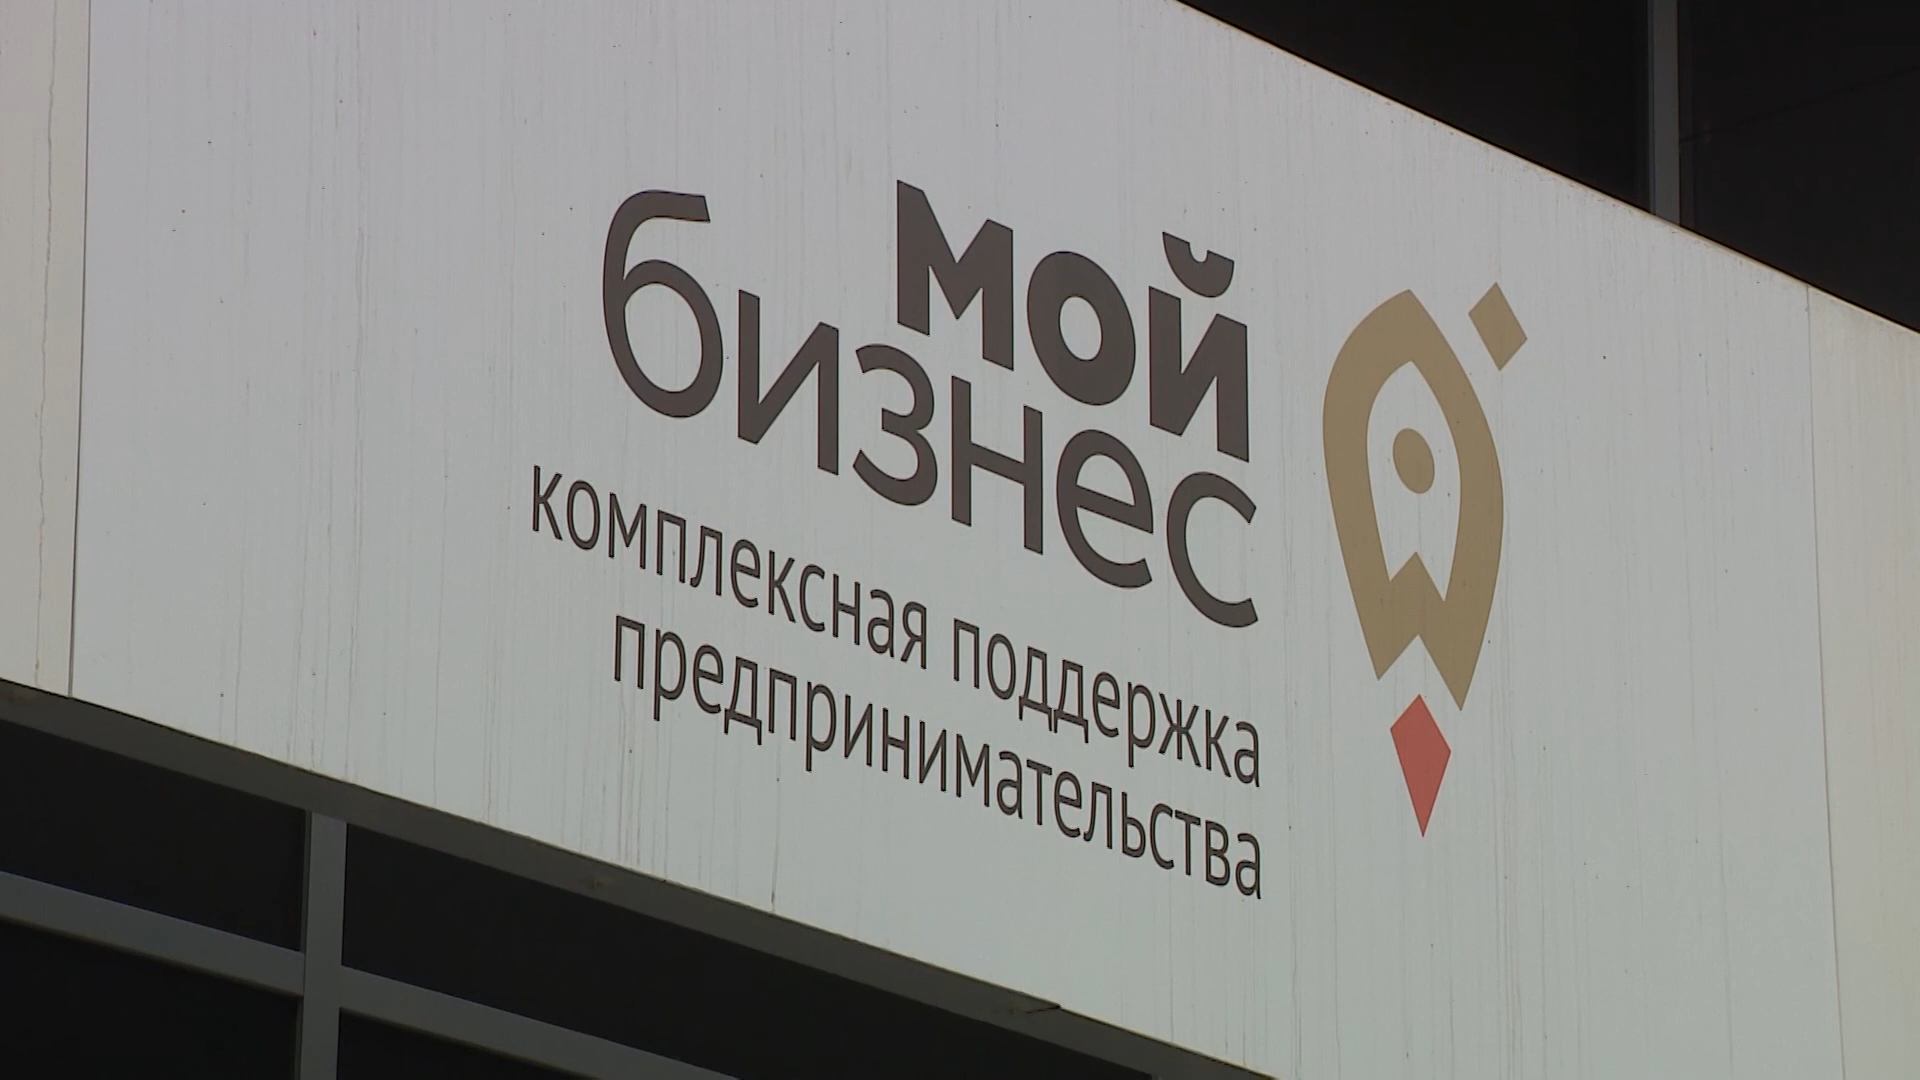 мой
бизнес
комплексная поддержка
предпринимательства